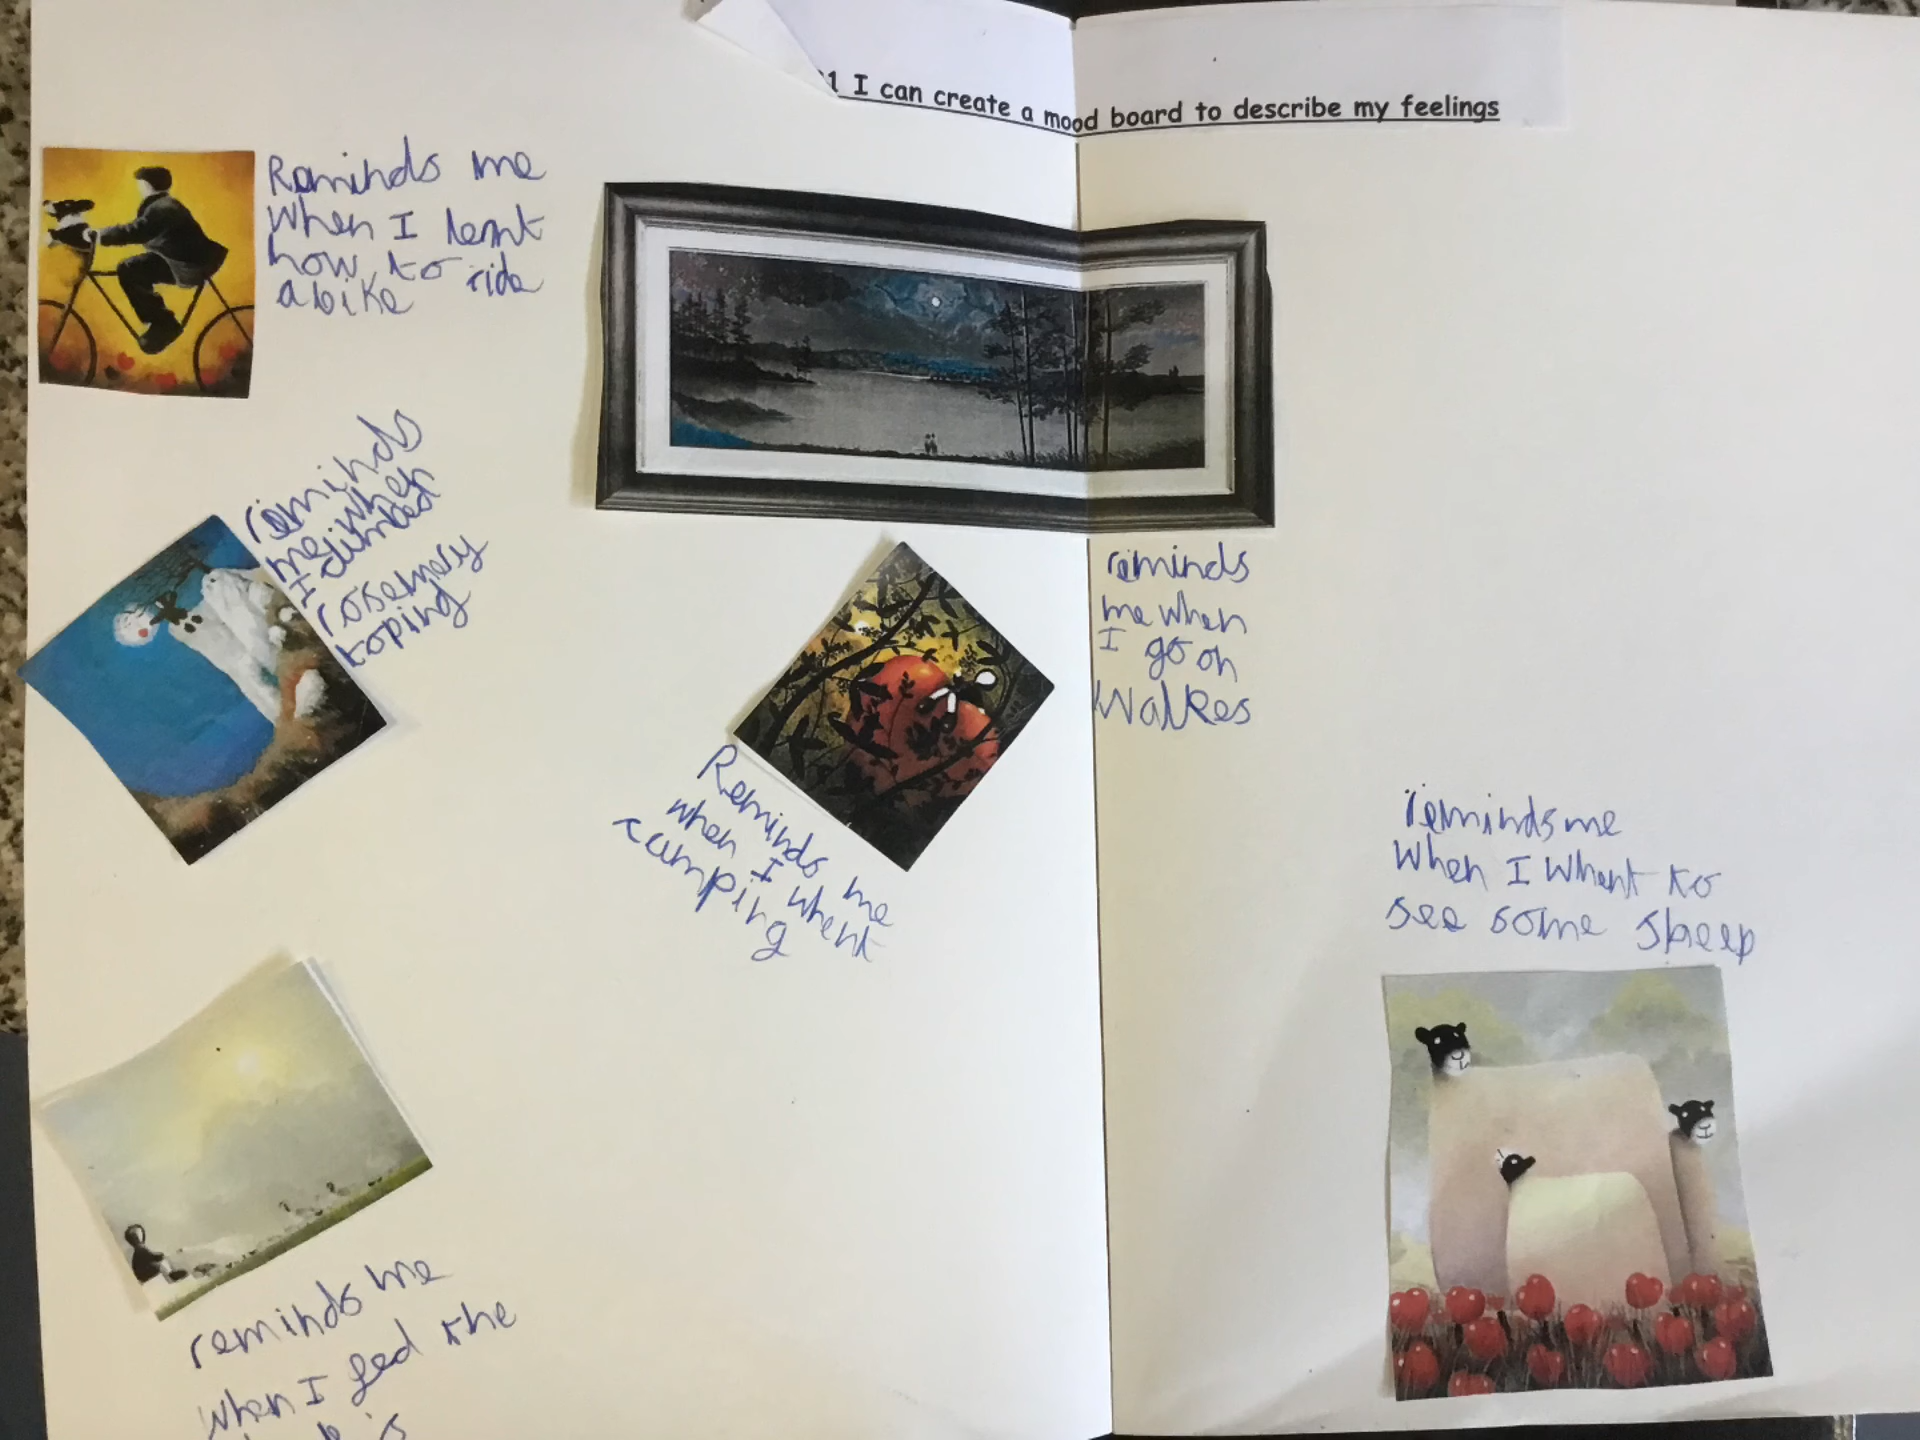 1 I can create a mood board to describe my feelings
Reminds me
when I lernt
how to ride
a bike
reminds
me when
I climbed
rosemary
toping
reminds
me when
I go on
Walkes
Reminds me
when I whent
camping
reminds me
when I whent to
see some sheep
reminds me
when I fed the